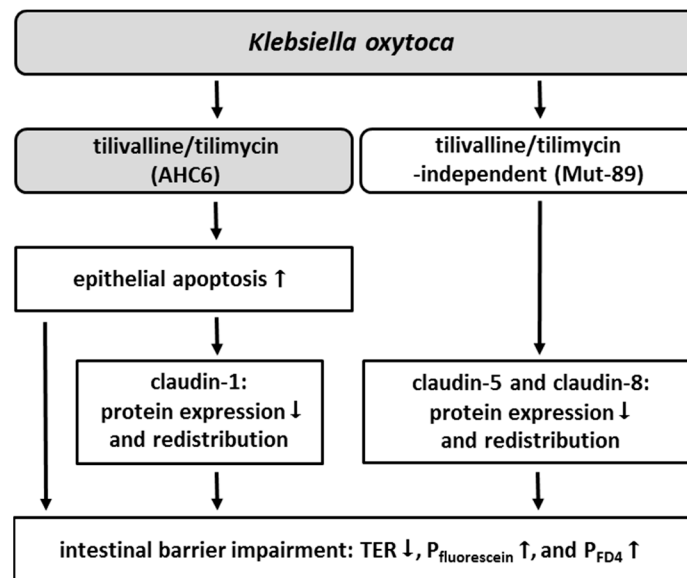 Klebsiella oxytoca
tilivalline/tilimycin
(AHC6)
tilivalline/tilimycin
-independent (Mut-89)
epithelial apoptosis ↑
claudin-1:
protein expression ↓
and redistribution
claudin-5 and claudin-8:
protein expression ↓
and redistribution
intestinal barrier impairment: TER ↓, Pfluorescein ↑, and PFD4 ↑